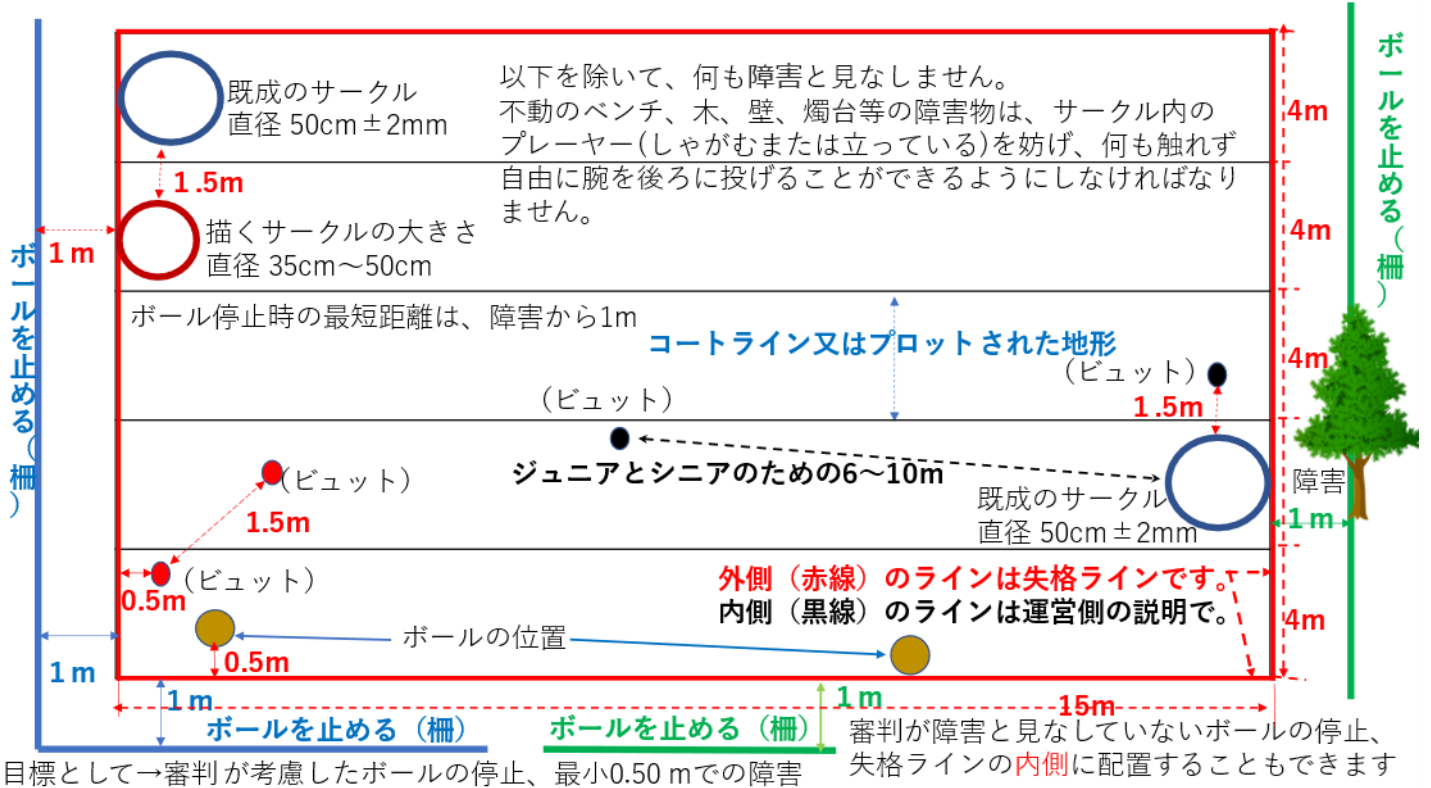 既成のサークル
直径 50cm±2mm
1.5m
描くサークルの大きさ
直径 35cm～50cm
以下を除いて、何も障害と見なしません。
不動のベンチ、木、壁、燭台等の障害物は、サークル内の
プレーヤー(しゃがむまたは立っている)を妨げ、何も触れず
自由に腕を後ろに投げることができるようにしなければなり
ません。
4m
4m
4m
4m
ボールを止める（柵）
ボールを止める（柵）
1m
ボール停止時の最短距離は、障害から1m
コートライン又はプロットされた地形
（ビュット）
（ビュット）
1.5m
ジュニアとシニアのための6～10m
既成のサークル
直径 50cm±2mm
障害
1m
（ビュット）
1.5m
（ビュット）
0.5m
外側（赤線）のラインは失格ラインです。
内側（黒線）のラインは運営側の説明で。
ボールの位置
0.5m
1m
1m
1m
15m
ボールを止める（柵）
ボールを止める（柵）
審判が障害と見なしていないボールの停止、
失格ラインの内側に配置することもできます
目標として→審判が考慮したボールの停止、最小0.50 mでの障害